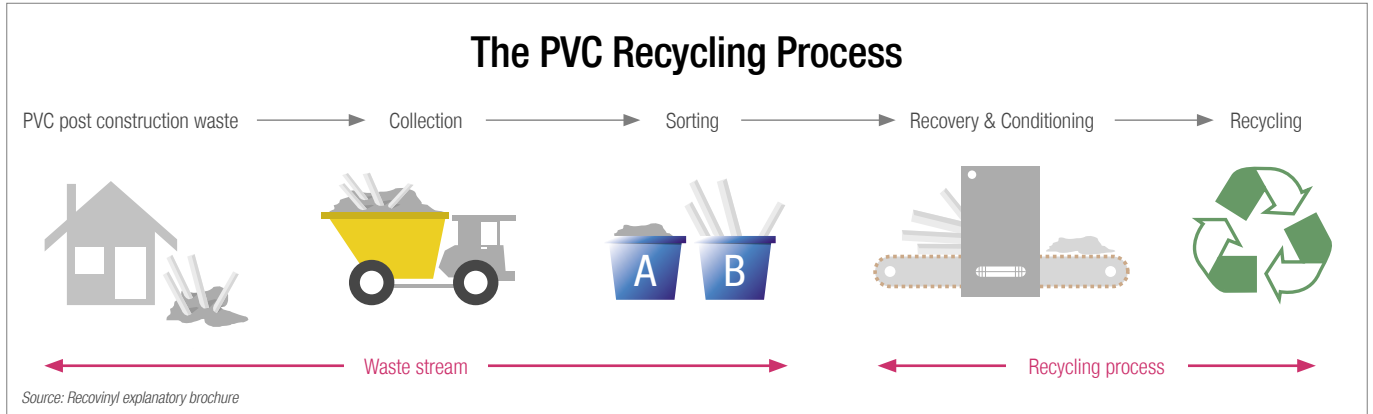 The PVC Recycling Process
PVC post construction waste
Collection
Sorting
Recovery & Conditioning
Recycling
A
B
Waste stream
Recycling process
Source: Recovinyl explanatory brochure